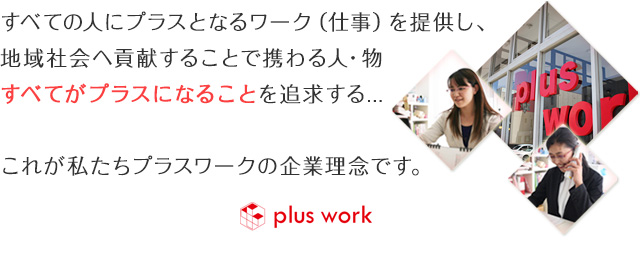 すべての人にプラスとなるワーク（仕事）を提供し、
地域社会へ貢献することで携わる人・物
すべてがプラスになることを追求する...
これが私たちプラスワークの企業理念です。
plus work
plus
wor